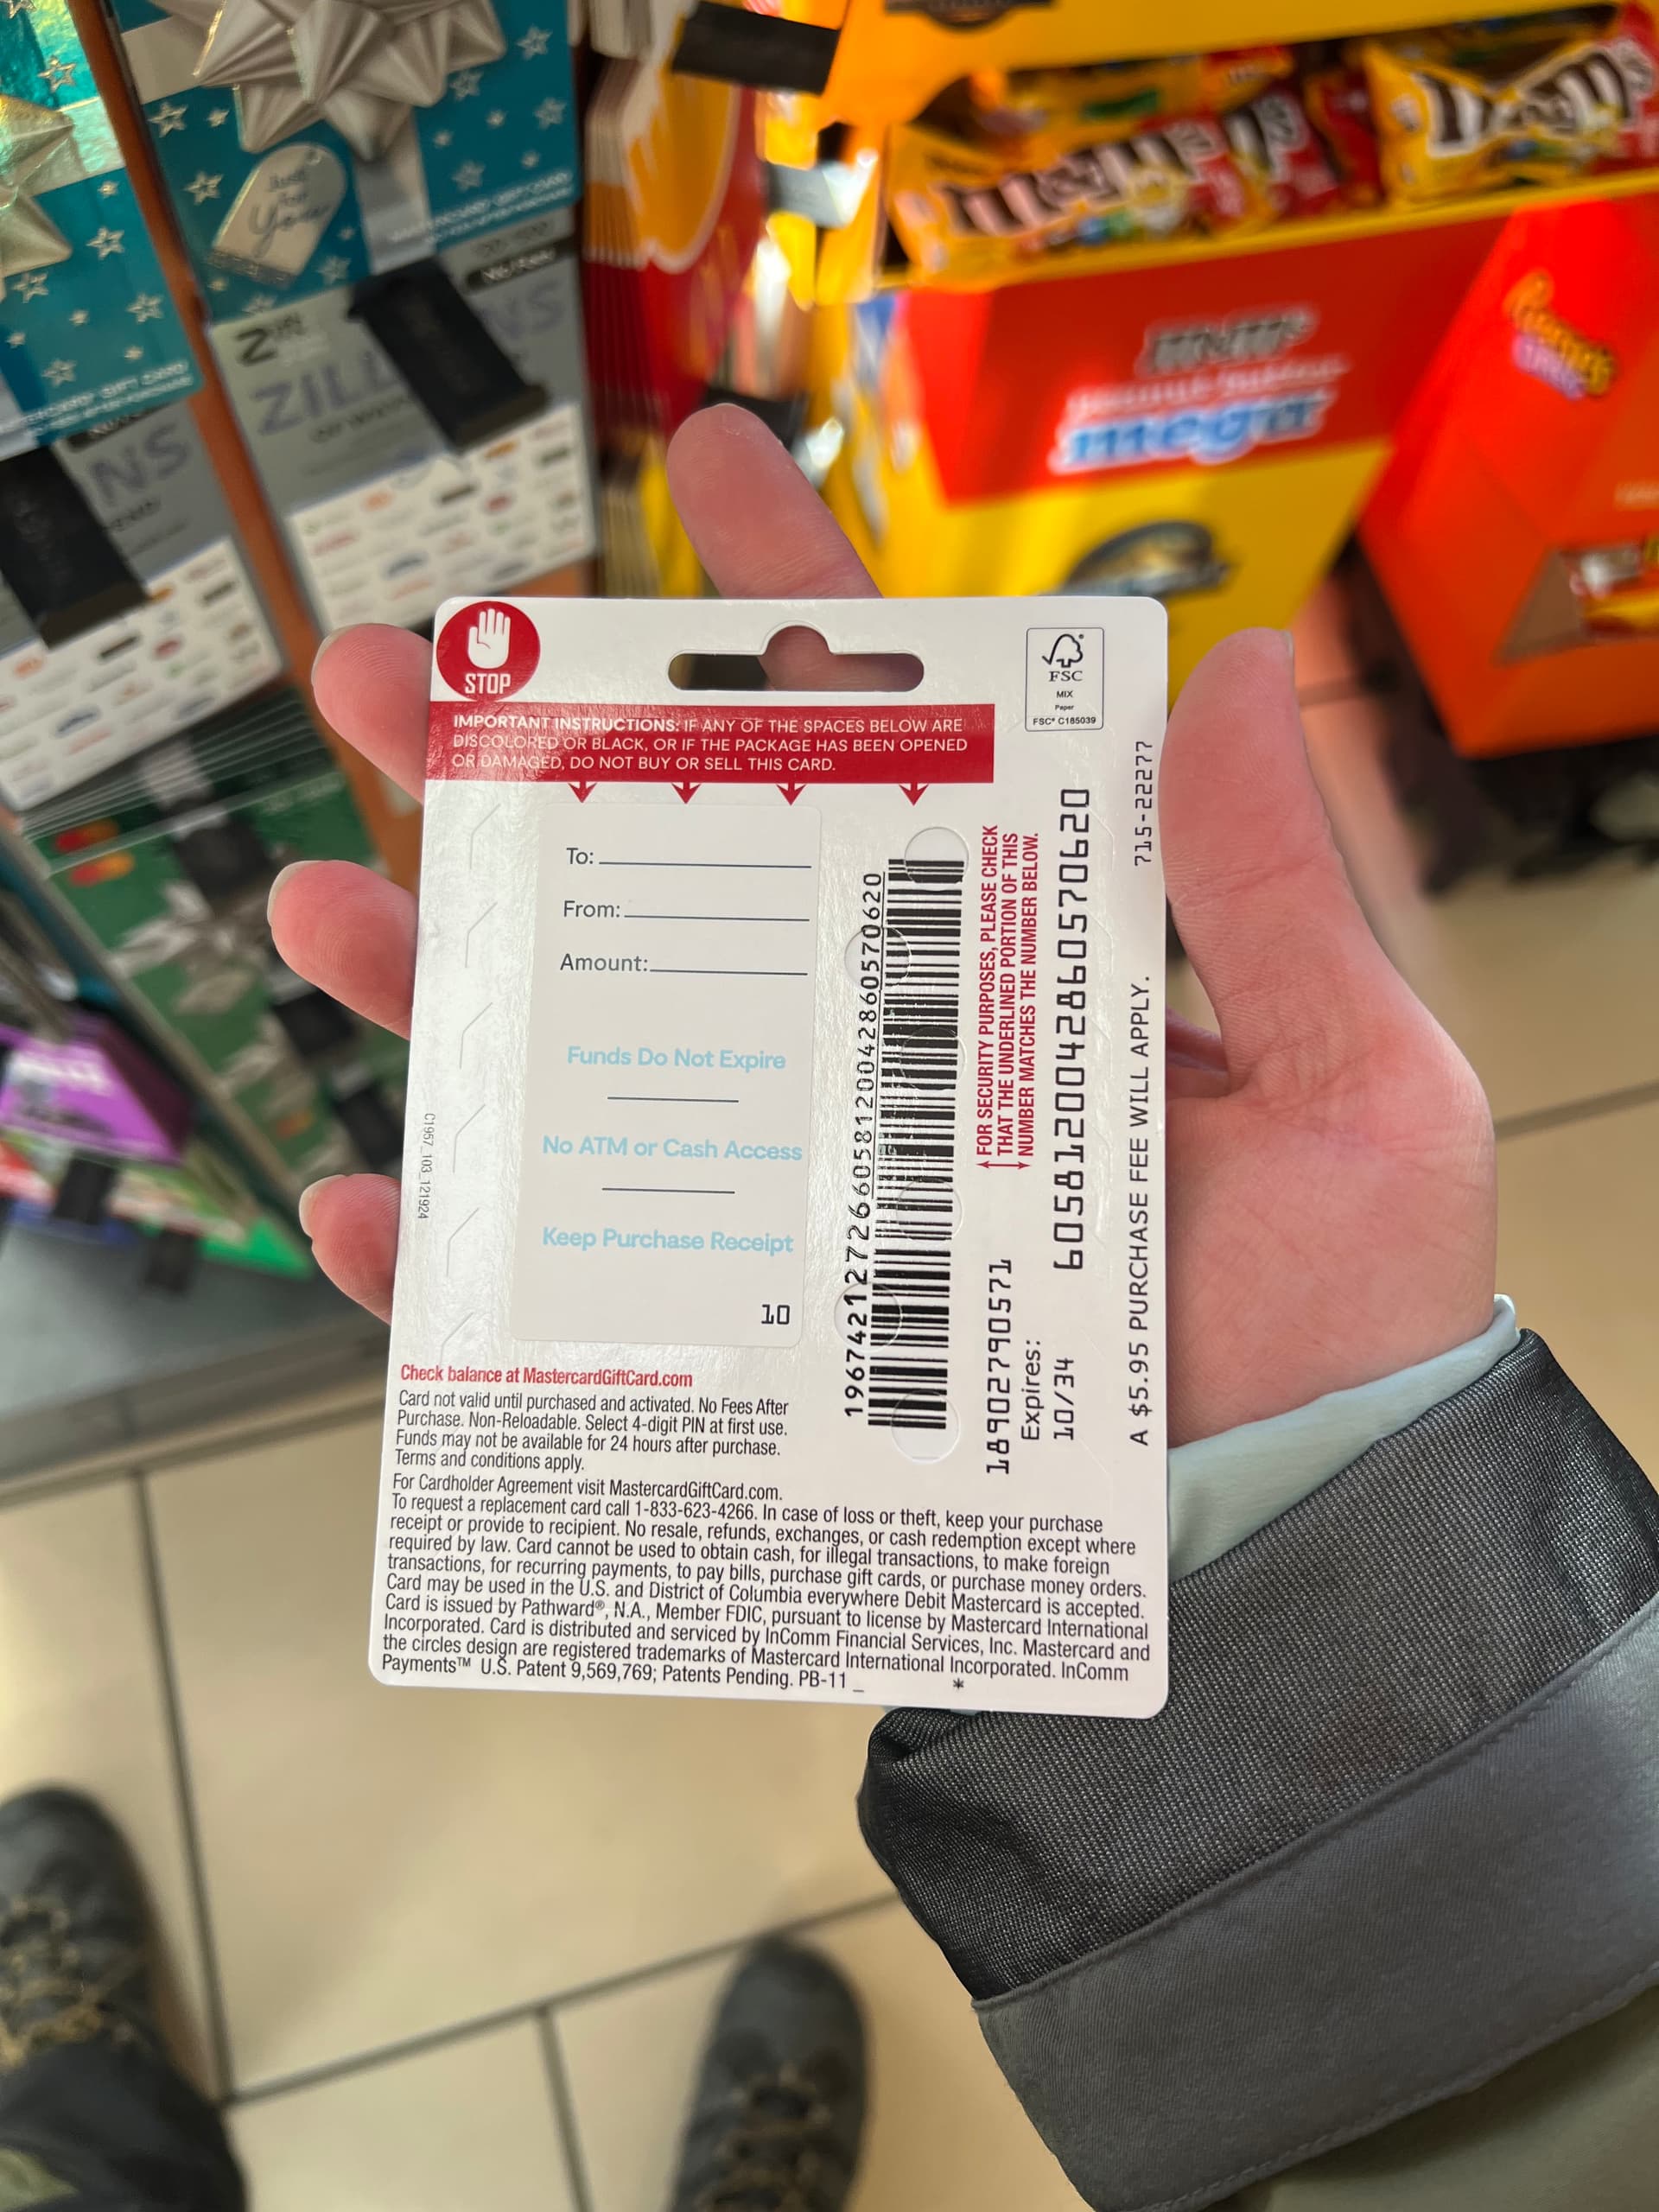 Just
For
You
ZILL
NS
NS
m&m's
m&m's
mega
STOP
FSC
MIX
Paper
FSC® C185039
IMPORTANT INSTRUCTIONS: IF ANY OF THE SPACES BELOW ARE
DISCOLORED OR BLACK, OR IF THE PACKAGE HAS BEEN OPENED
OR DAMAGED, DO NOT BUY OR SELL THIS CARD.
To:
From:
Amount:
Funds Do Not Expire
No ATM or Cash Access
Keep Purchase Receipt
10
C1957_103_121924
196742127266058120042860570620
FOR SECURITY PURPOSES, PLEASE CHECK
THAT THE UNDERLINED PORTION OF THIS
NUMBER MATCHES THE NUMBER BELOW.
18902790571
Expires:
10/34
6058120042860570620
A $5.95 PURCHASE FEE WILL APPLY.
715-22277
Check balance at MastercardGiftCard.com
Card not valid until purchased and activated. No Fees After
Purchase. Non-Reloadable. Select 4-digit PIN at first use.
Funds may not be available for 24 hours after purchase.
Terms and conditions apply.
For Cardholder Agreement visit MastercardGiftCard.com.
To request a replacement card call 1-833-623-4266. In case of loss or theft, keep your purchase
receipt or provide to recipient. No resale, refunds, exchanges, or cash redemption except where
required by law. Card cannot be used to obtain cash, for illegal transactions, to make foreign
transactions, for recurring payments, to pay bills, purchase gift cards, or purchase money orders.
Card may be used in the U.S. and District of Columbia everywhere Debit Mastercard is accepted.
Card is issued by Pathward®, N.A., Member FDIC, pursuant to license by Mastercard International
Incorporated. Card is distributed and serviced by InComm Financial Services, Inc. Mastercard and
the circles design are registered trademarks of Mastercard International Incorporated. InComm
Payments™ U.S. Patent 9,569,769; Patents Pending. PB-11 _ *